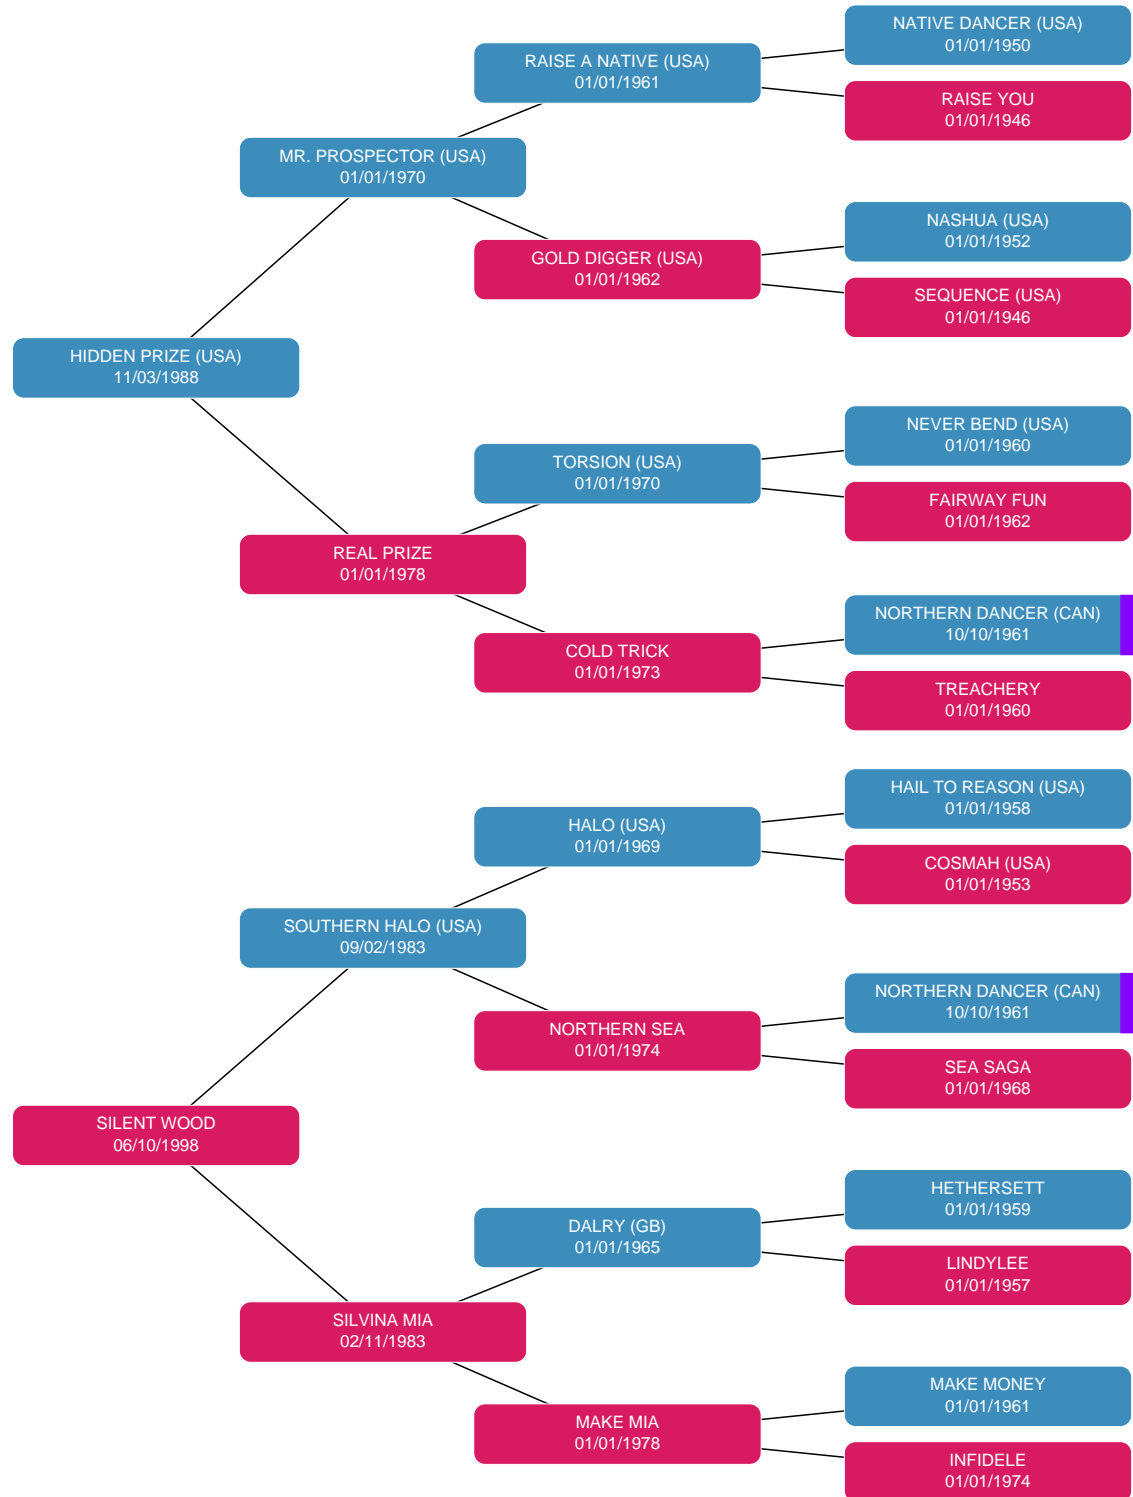 NATIVE DANCER (USA)
01/01/1950
RAISE A NATIVE (USA)
01/01/1961
RAISE YOU
01/01/1946
MR. PROSPECTOR (USA)
01/01/1970
NASHUA (USA)
01/01/1952
GOLD DIGGER (USA)
01/01/1962
SEQUENCE (USA)
01/01/1946
HIDDEN PRIZE (USA)
11/03/1988
NEVER BEND (USA)
01/01/1960
TORSION (USA)
01/01/1970
FAIRWAY FUN
01/01/1962
REAL PRIZE
01/01/1978
NORTHERN DANCER (CAN)
10/10/1961
COLD TRICK
01/01/1973
TREACHERY
01/01/1960
HAIL TO REASON (USA)
01/01/1958
HALO (USA)
01/01/1969
COSMAH (USA)
01/01/1953
SOUTHERN HALO (USA)
09/02/1983
NORTHERN DANCER (CAN)
10/10/1961
NORTHERN SEA
01/01/1974
SEA SAGA
01/01/1968
SILENT WOOD
06/10/1998
HETHERSETT
01/01/1959
DALRY (GB)
01/01/1965
LINDYLEE
01/01/1957
SILVINA MIA
02/11/1983
MAKE MONEY
01/01/1961
MAKE MIA
01/01/1978
INFIDELE
01/01/1974